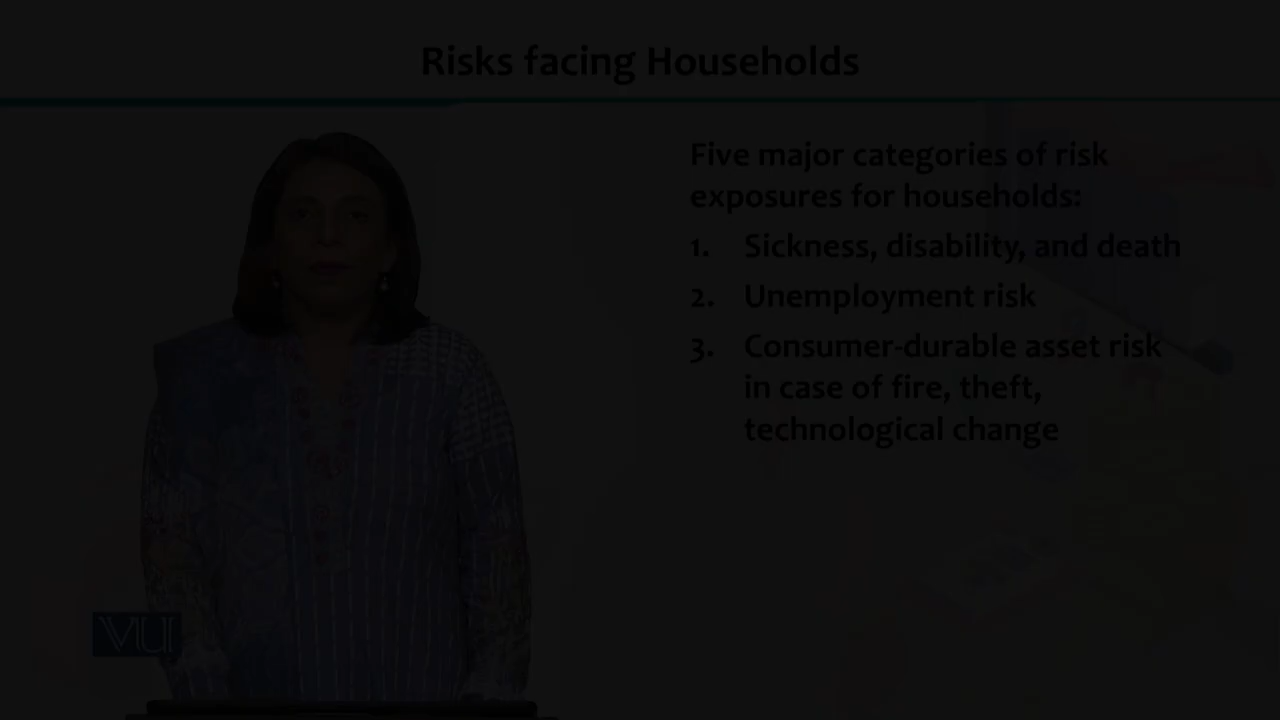 Risks facing Households
Five major categories of risk
exposures for households:
1. Sickness, disability, and death
2. Unemployment risk
3. Consumer-durable asset risk
in case of fire, theft,
technological change
VU